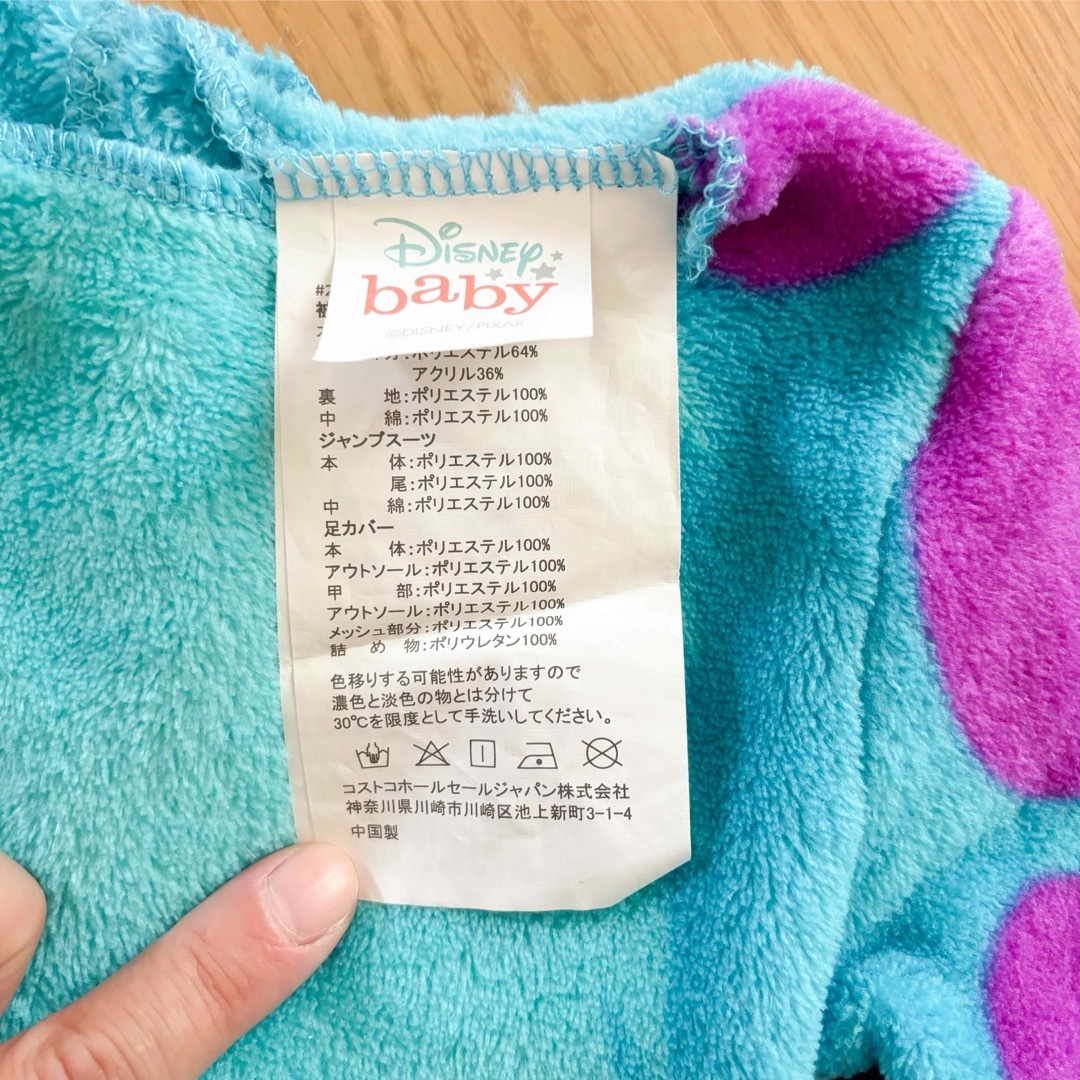 Disney
baby
©DISNEY/PIXAR
#2
ポリエステル64%
アクリル36%
裏 地:ポリエステル100%
中 綿:ポリエステル100%
ジャンプスーツ
本 体:ポリエステル100%
尾:ポリエステル100%
中 綿:ポリエステル100%
足カバー
本 体:ポリエステル100%
アウトソール:ポリエステル100%
甲 部:ポリエステル100%
アウトソール:ポリエステル100%
メッシュ部分:ポリエステル100%
詰 め 物:ポリウレタン100%
色移りする可能性がありますので
濃色と淡色の物とは分けて
30℃を限度として手洗いしてください。
コストコホールセールジャパン株式会社
神奈川県川崎市川崎区池上新町3-1-4
中国製